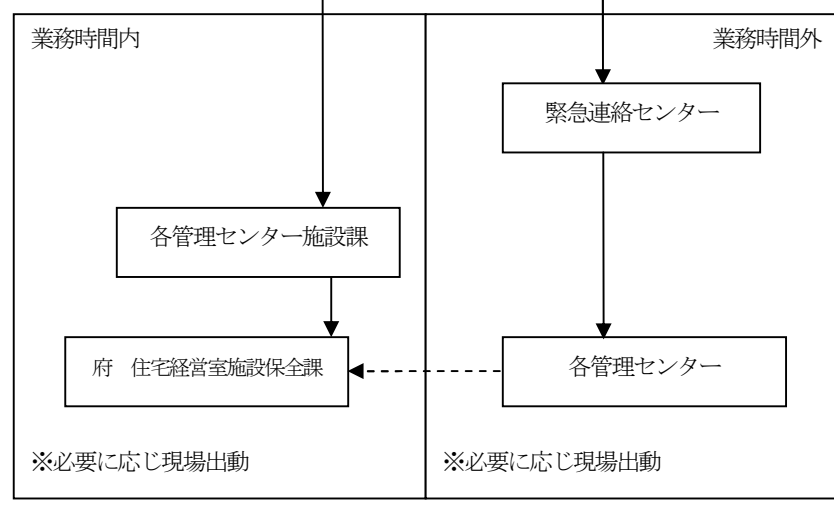 業務時間内
業務時間外
緊急連絡センター
各管理センター施設課
府　住宅経営室施設保全課
各管理センター
※必要に応じ現場出動
※必要に応じ現場出動